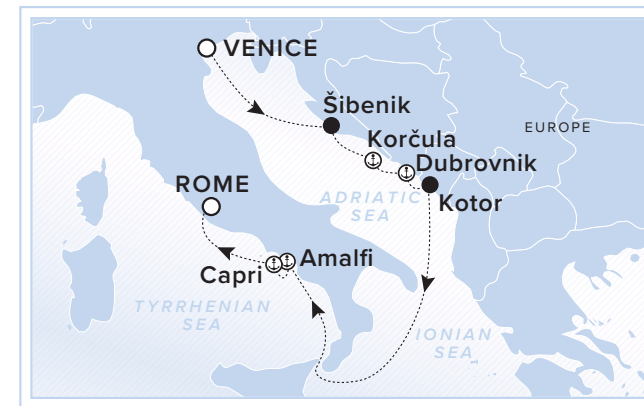 VENICE
Šibenik
EUROPE
Korčula
Dubrovnik
ROME
ADRIATIC
SEA
Kotor
Amalfi
Capri
TYRRHENIAN
SEA
IONIAN
SEA